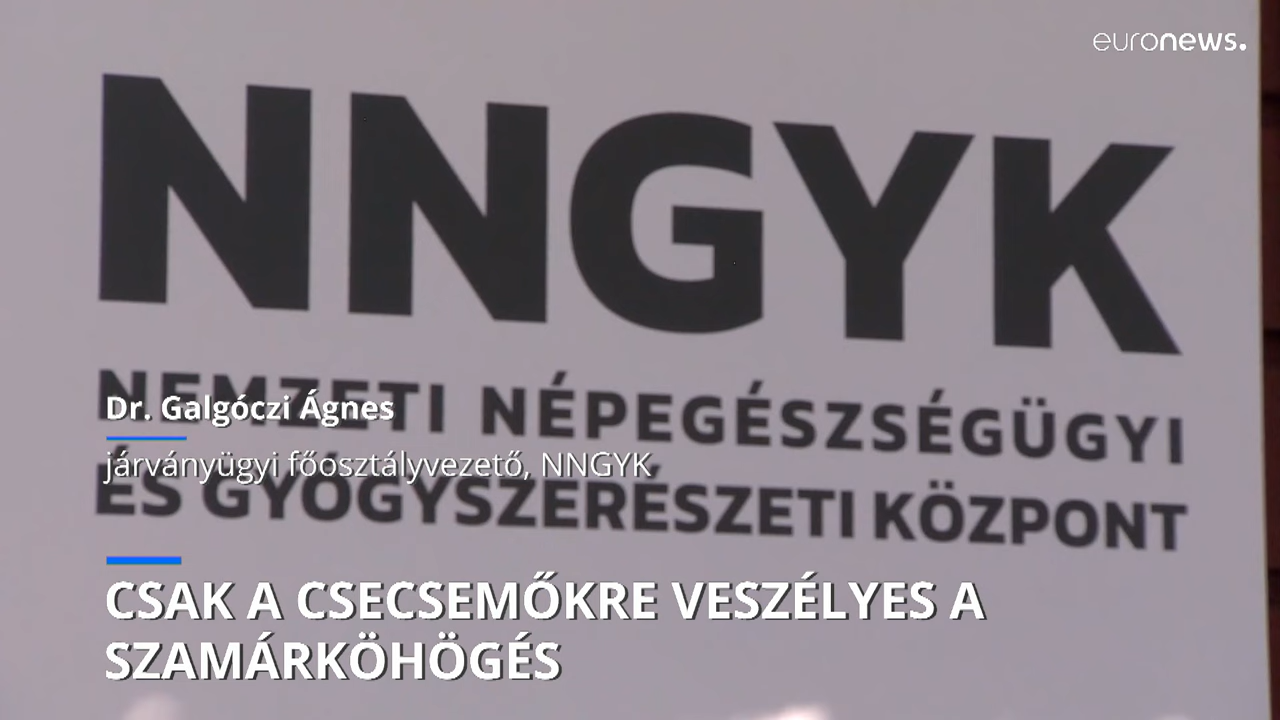 euronews.
NNGYK
NEMZETI NÉPEGÉSZSÉGÜGYI
ÉS GYÓGYSZERÉSZETI KÖZPONT
Dr. Galgóczi Ágnes
járványügyi főosztályvezető, NNGYK
CSAK A CSECSEMŐKRE VESZÉLYES A
SZAMÁRKÖHÖGÉS